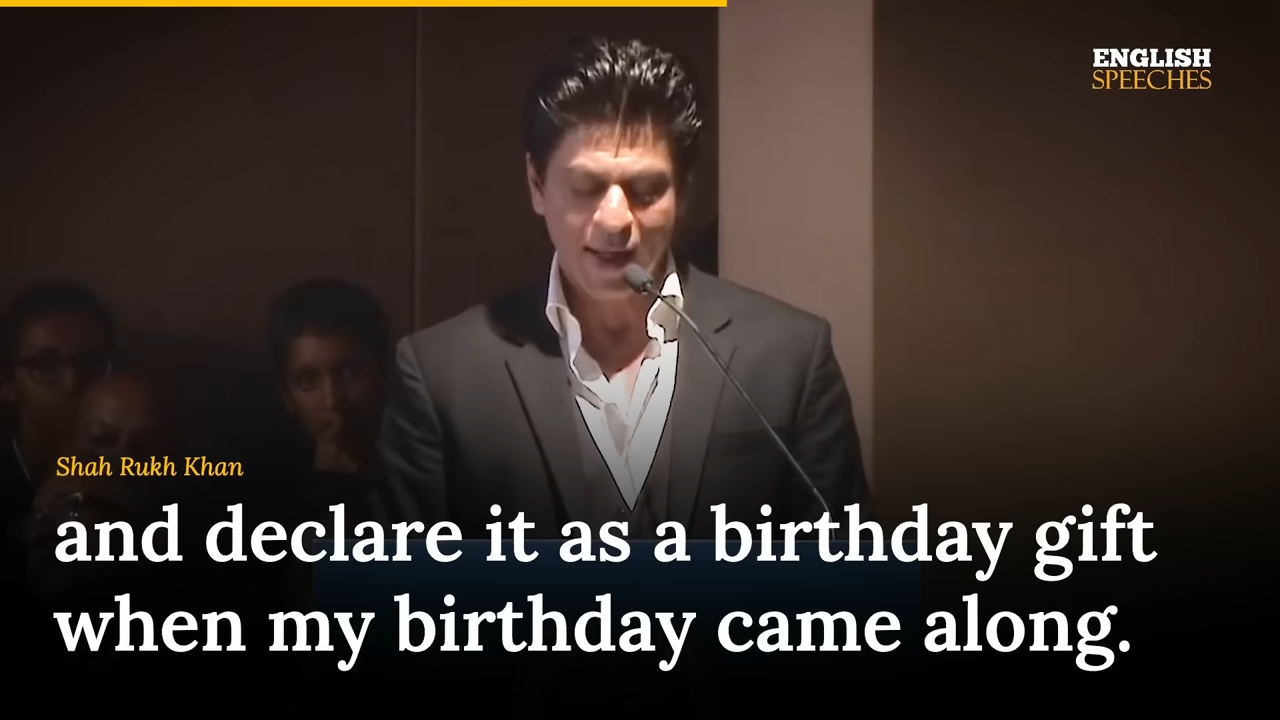 ENGLISH
SPEECHES
Shah Rukh Khan
and declare it as a birthday gift
when my birthday came along.